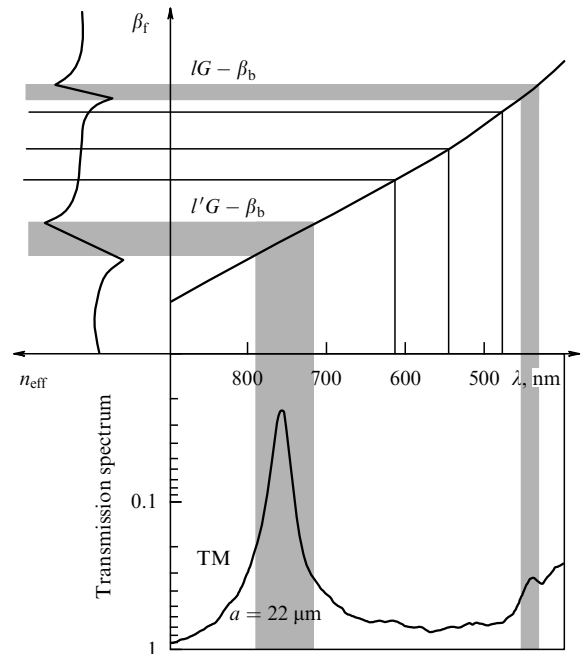 β_f
lG − β_b
l′G − β_b
n_eff
800 700 600 500 λ, nm
Transmission spectrum
0.1
TM
a = 22 μm
1